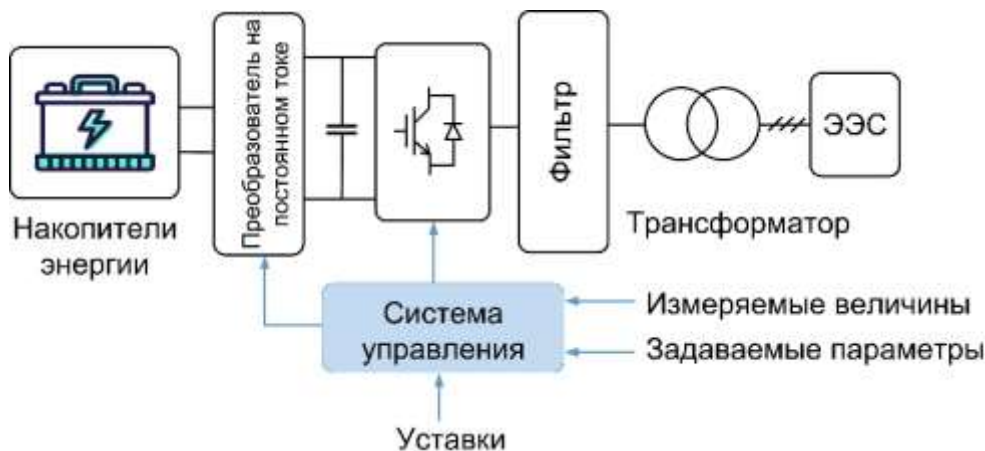 Накопители
энергии
Преобразователь на
постоянном токе
Фильтр
Трансформатор
ЭЭС
Система
управления
Измеряемые величины
Задаваемые параметры
Уставки